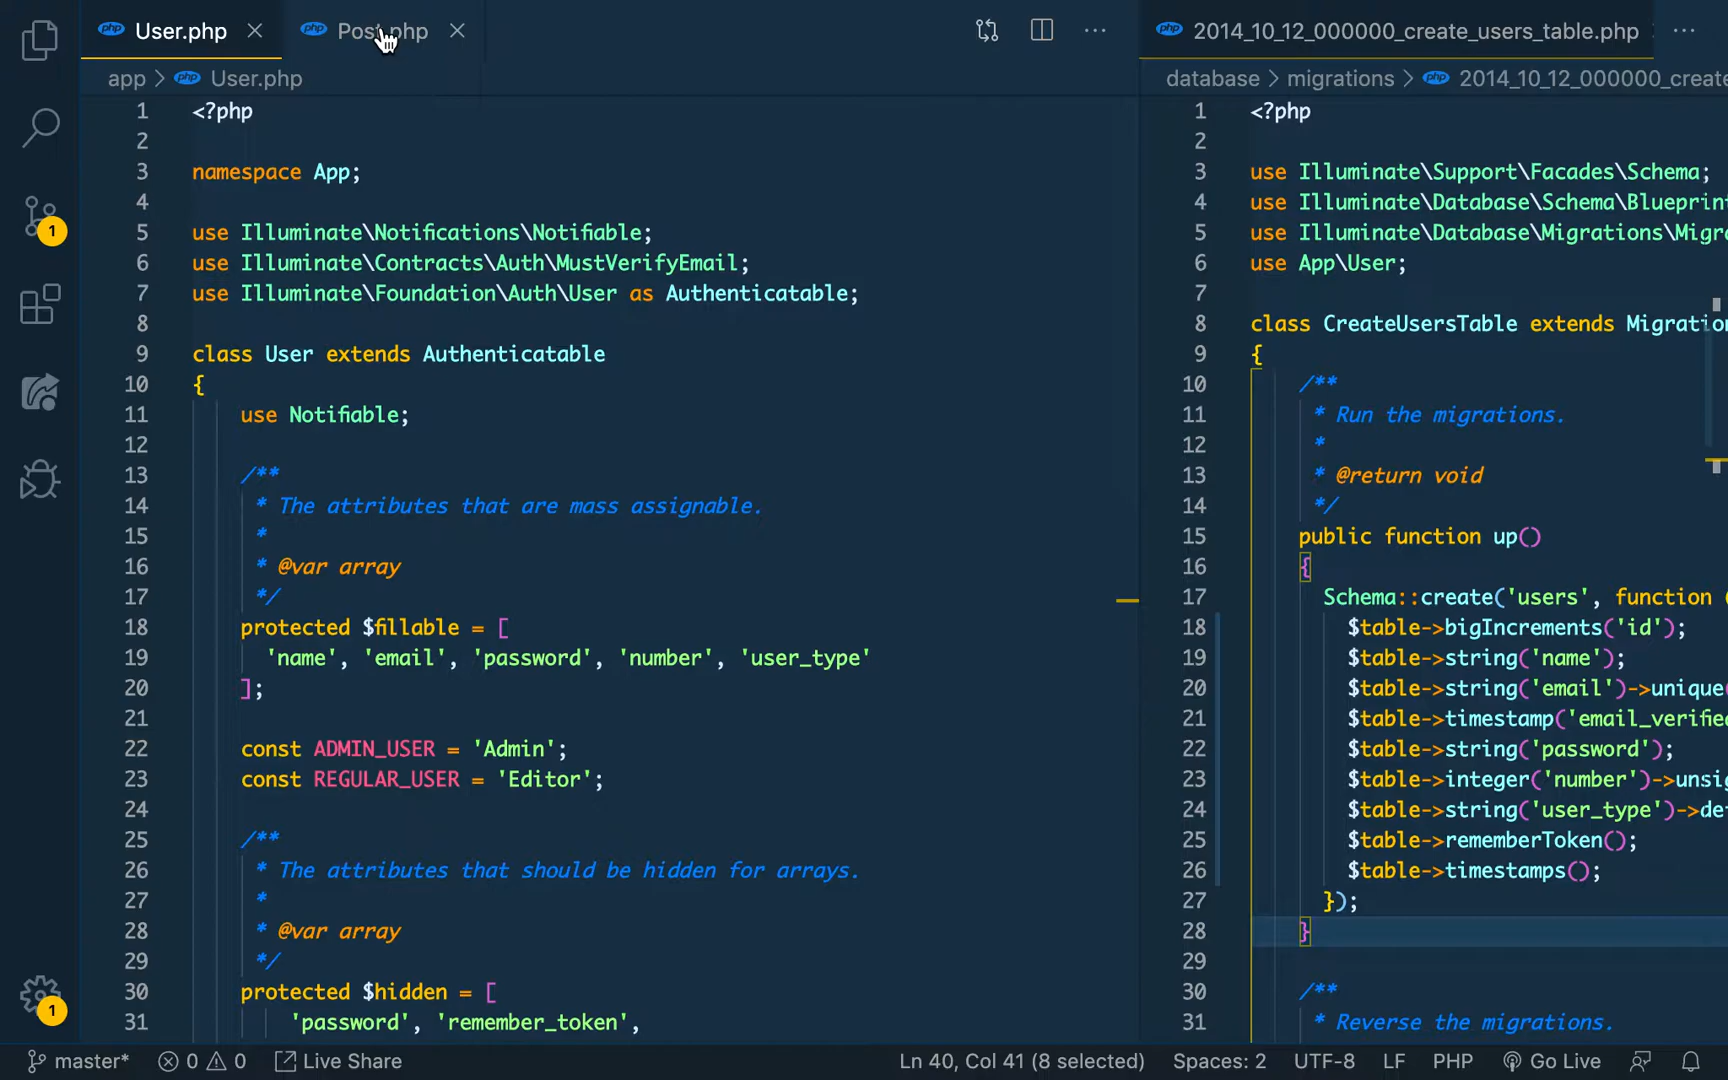 User.php
Post.php
2014_10_12_000000_create_users_table.php
app > User.php
database > migrations > 2014_10_12_000000_create
1 <?php
2
3 namespace App;
4
5 use Illuminate\Notifications\Notifiable;
6 use Illuminate\Contracts\Auth\MustVerifyEmail;
7 use Illuminate\Foundation\Auth\User as Authenticatable;
8
9 class User extends Authenticatable
10 {
11 use Notifiable;
12
13 /**
14 * The attributes that are mass assignable.
15 *
16 * @var array
17 */
18 protected $fillable = [
19 'name', 'email', 'password', 'number', 'user_type'
20 ];
21
22 const ADMIN_USER = 'Admin';
23 const REGULAR_USER = 'Editor';
24
25 /**
26 * The attributes that should be hidden for arrays.
27 *
28 * @var array
29 */
30 protected $hidden = [
31 'password', 'remember_token',
1 <?php
2
3 use Illuminate\Support\Facades\Schema;
4 use Illuminate\Database\Schema\Blueprin
5 use Illuminate\Database\Migrations\Migr
6 use App\User;
7
8 class CreateUsersTable extends Migratio
9 {
10 /**
11 * Run the migrations.
12 *
13 * @return void
14 */
15 public function up()
16 {
17 Schema::create('users', function (
18 $table->bigIncrements('id');
19 $table->string('name');
20 $table->string('email')->unique(
21 $table->timestamp('email_verifie
22 $table->string('password');
23 $table->integer('number')->unsig
24 $table->string('user_type')->def
25 $table->rememberToken();
26 $table->timestamps();
27 });
28 }
29
30 /**
31 * Reverse the migrations.
1
1
master* 0 0 Live Share Ln 40, Col 41 (8 selected) Spaces: 2 UTF-8 LF PHP Go Live